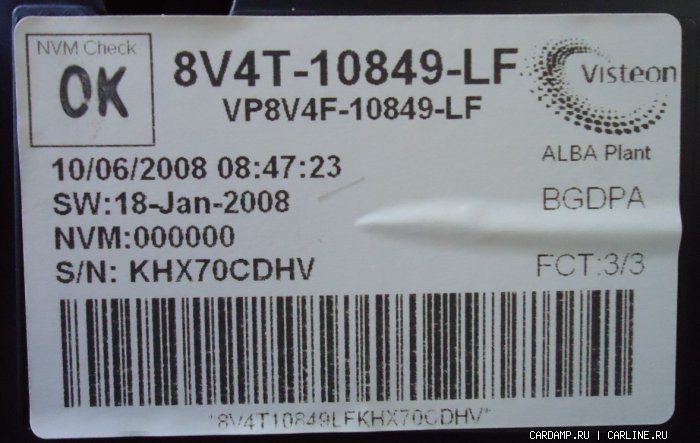 NVM Check
OK
8V4T-10849-LF
VP8V4F-10849-LF
Visteon
ALBA Plant
10/06/2008 08:47:23
SW:18-Jan-2008
NVM:000000
S/N: KHX70CDHV
BGDPA
FCT:3/3
*8V4T10849LFKHX70CDHV*
CARDAMP.RU | CARLINE.RU